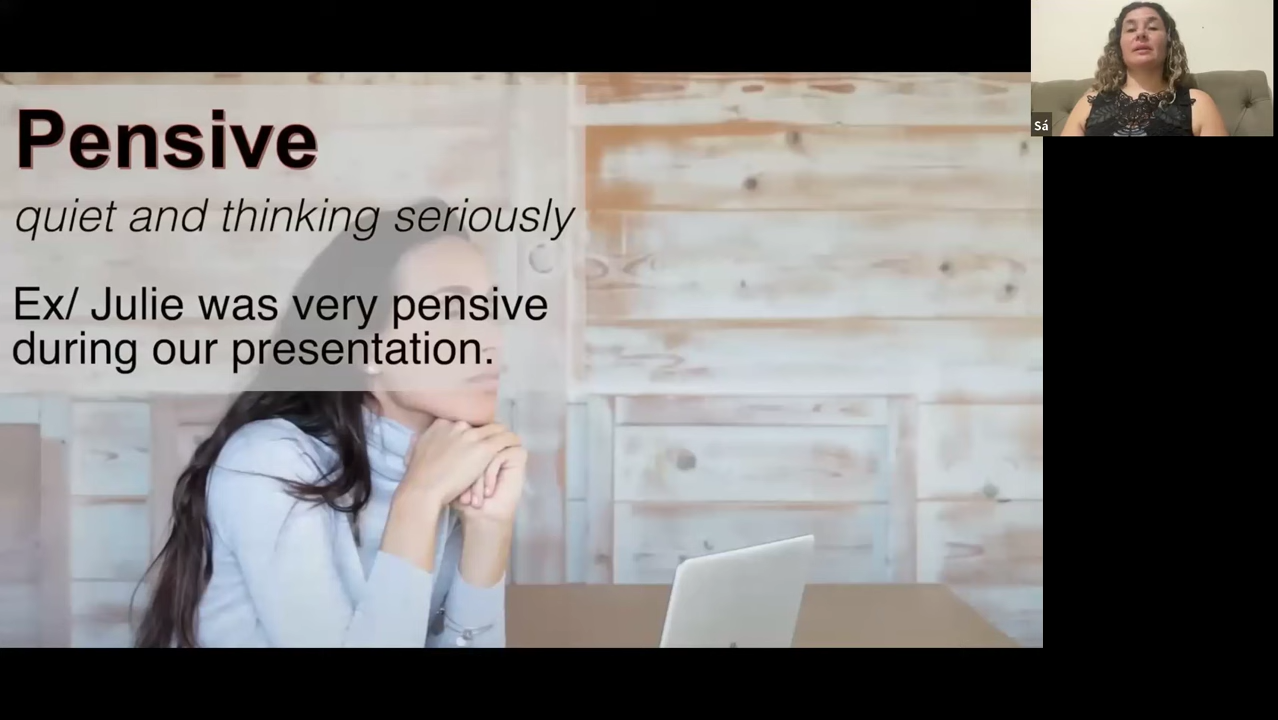 Pensive
quiet and thinking seriously
Ex/ Julie was very pensive
during our presentation.
Sá